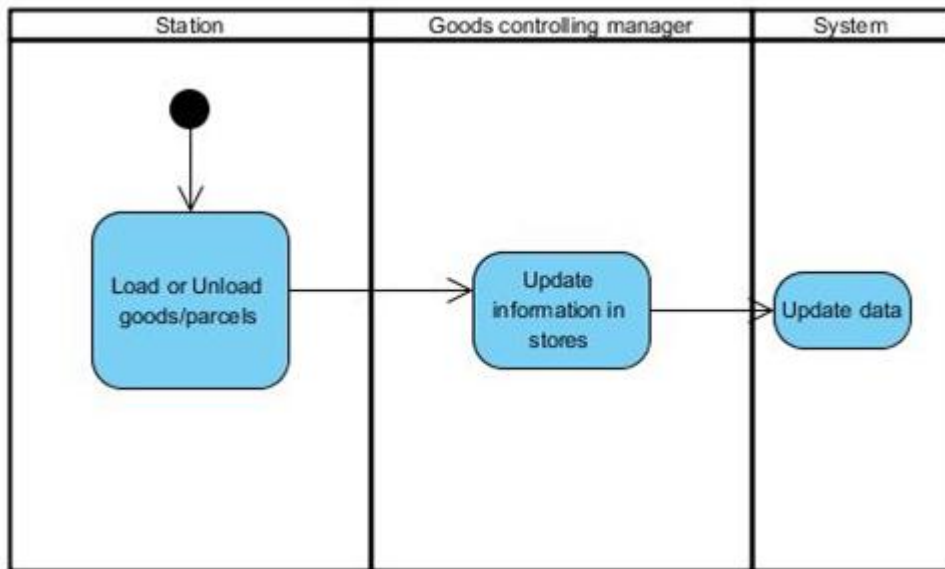 Station
Goods controlling manager
System
Load or Unload
goods/parcels
Update
information in
stores
Update data